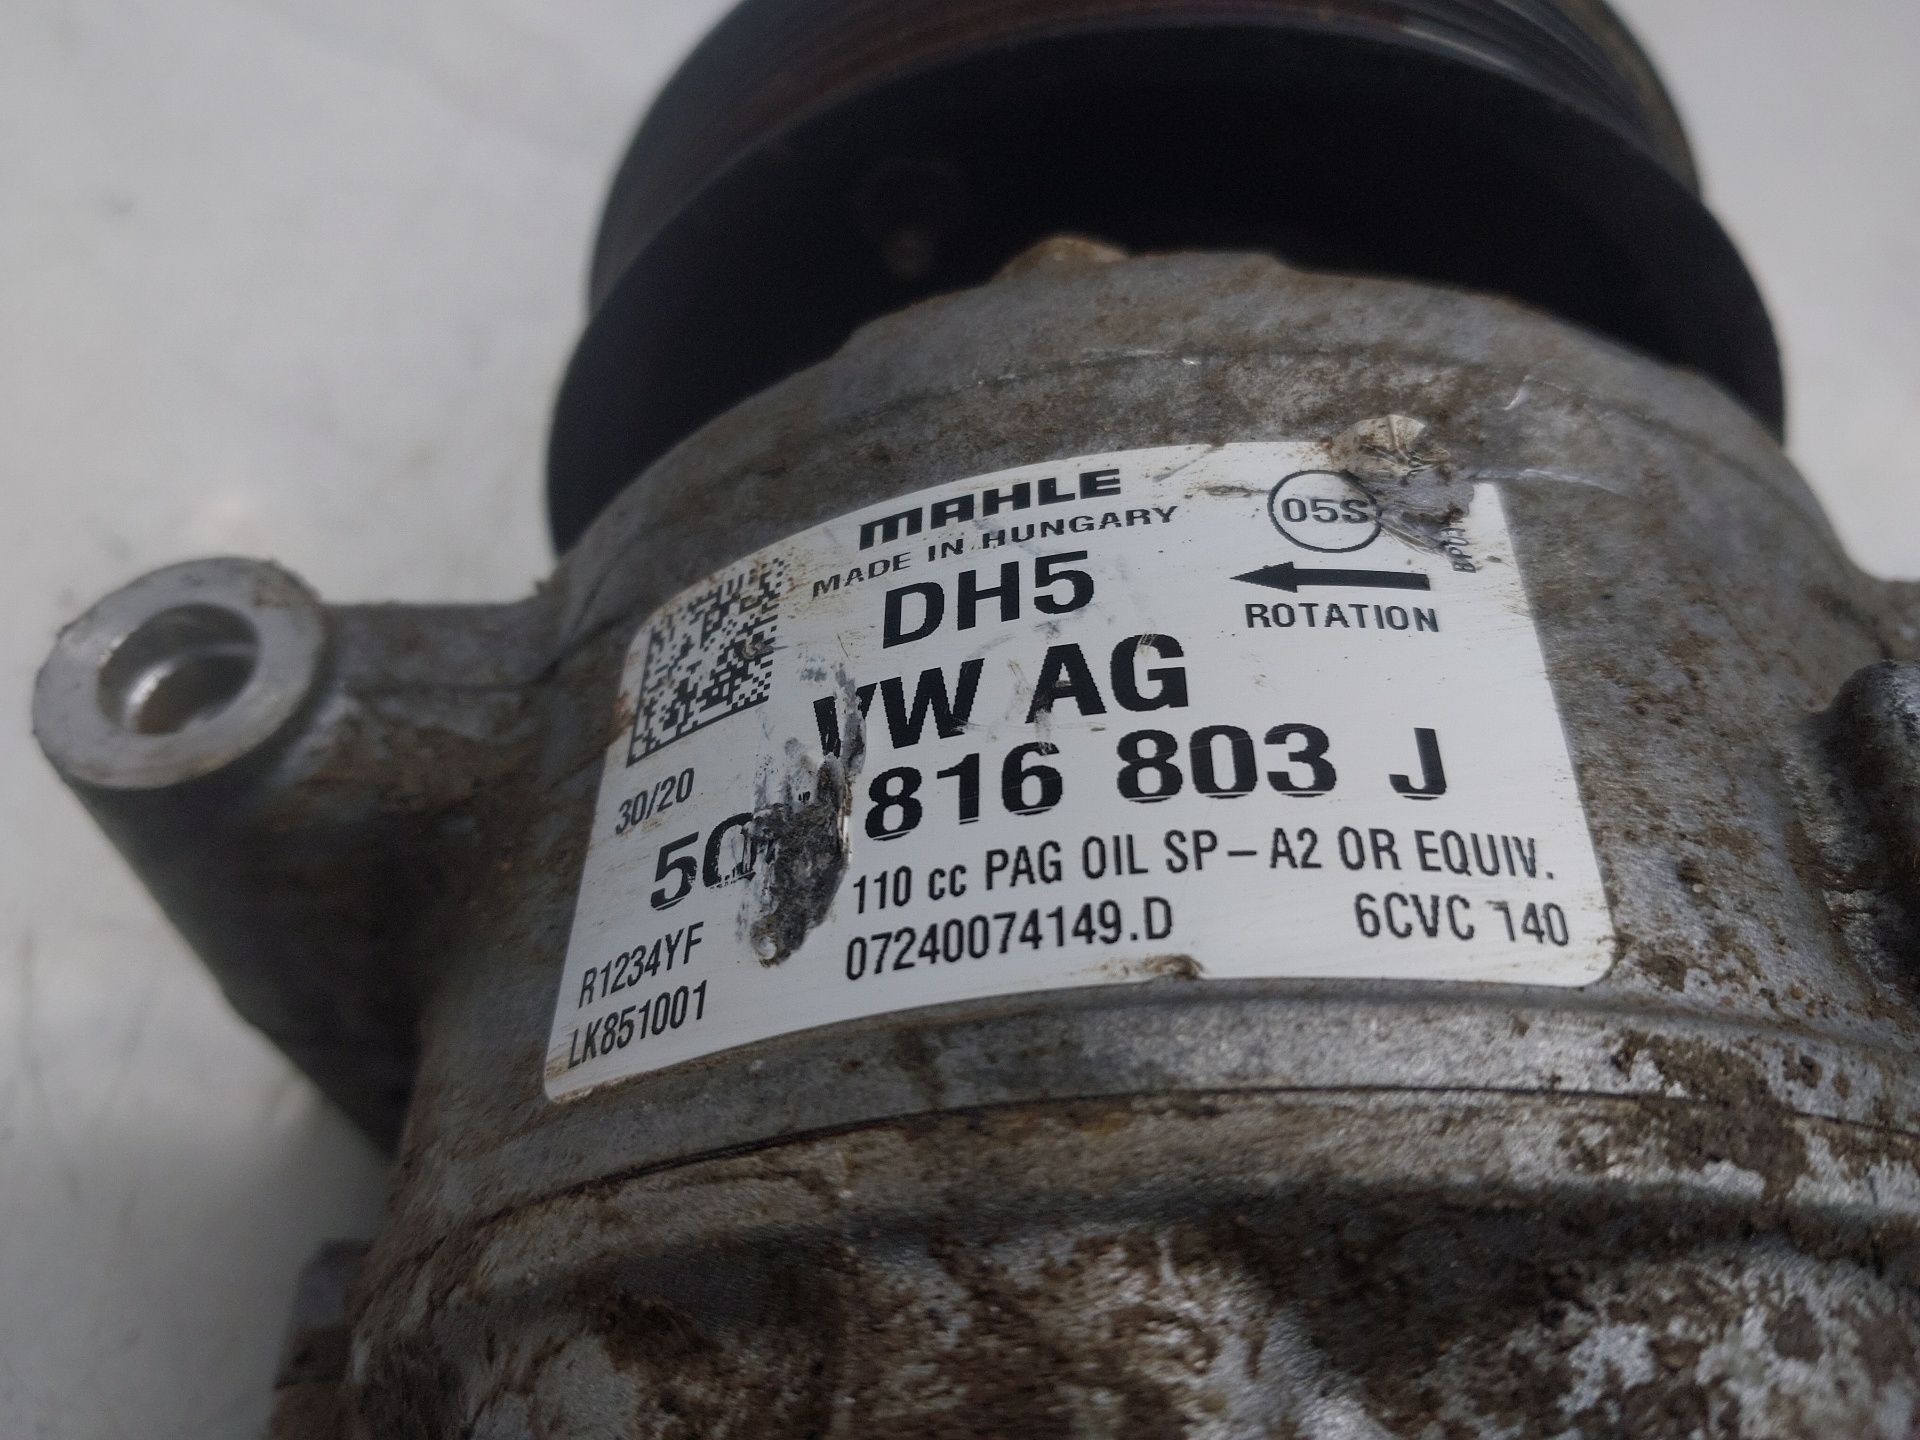 MAHLE
MADE IN HUNGARY
05S
DH5
ROTATION
VW AG
30/20
816 803 J
110 cc PAG OIL SP-A2 OR EQUIV.
R1234YF
07240074149.D
6CVC 140
LK851001